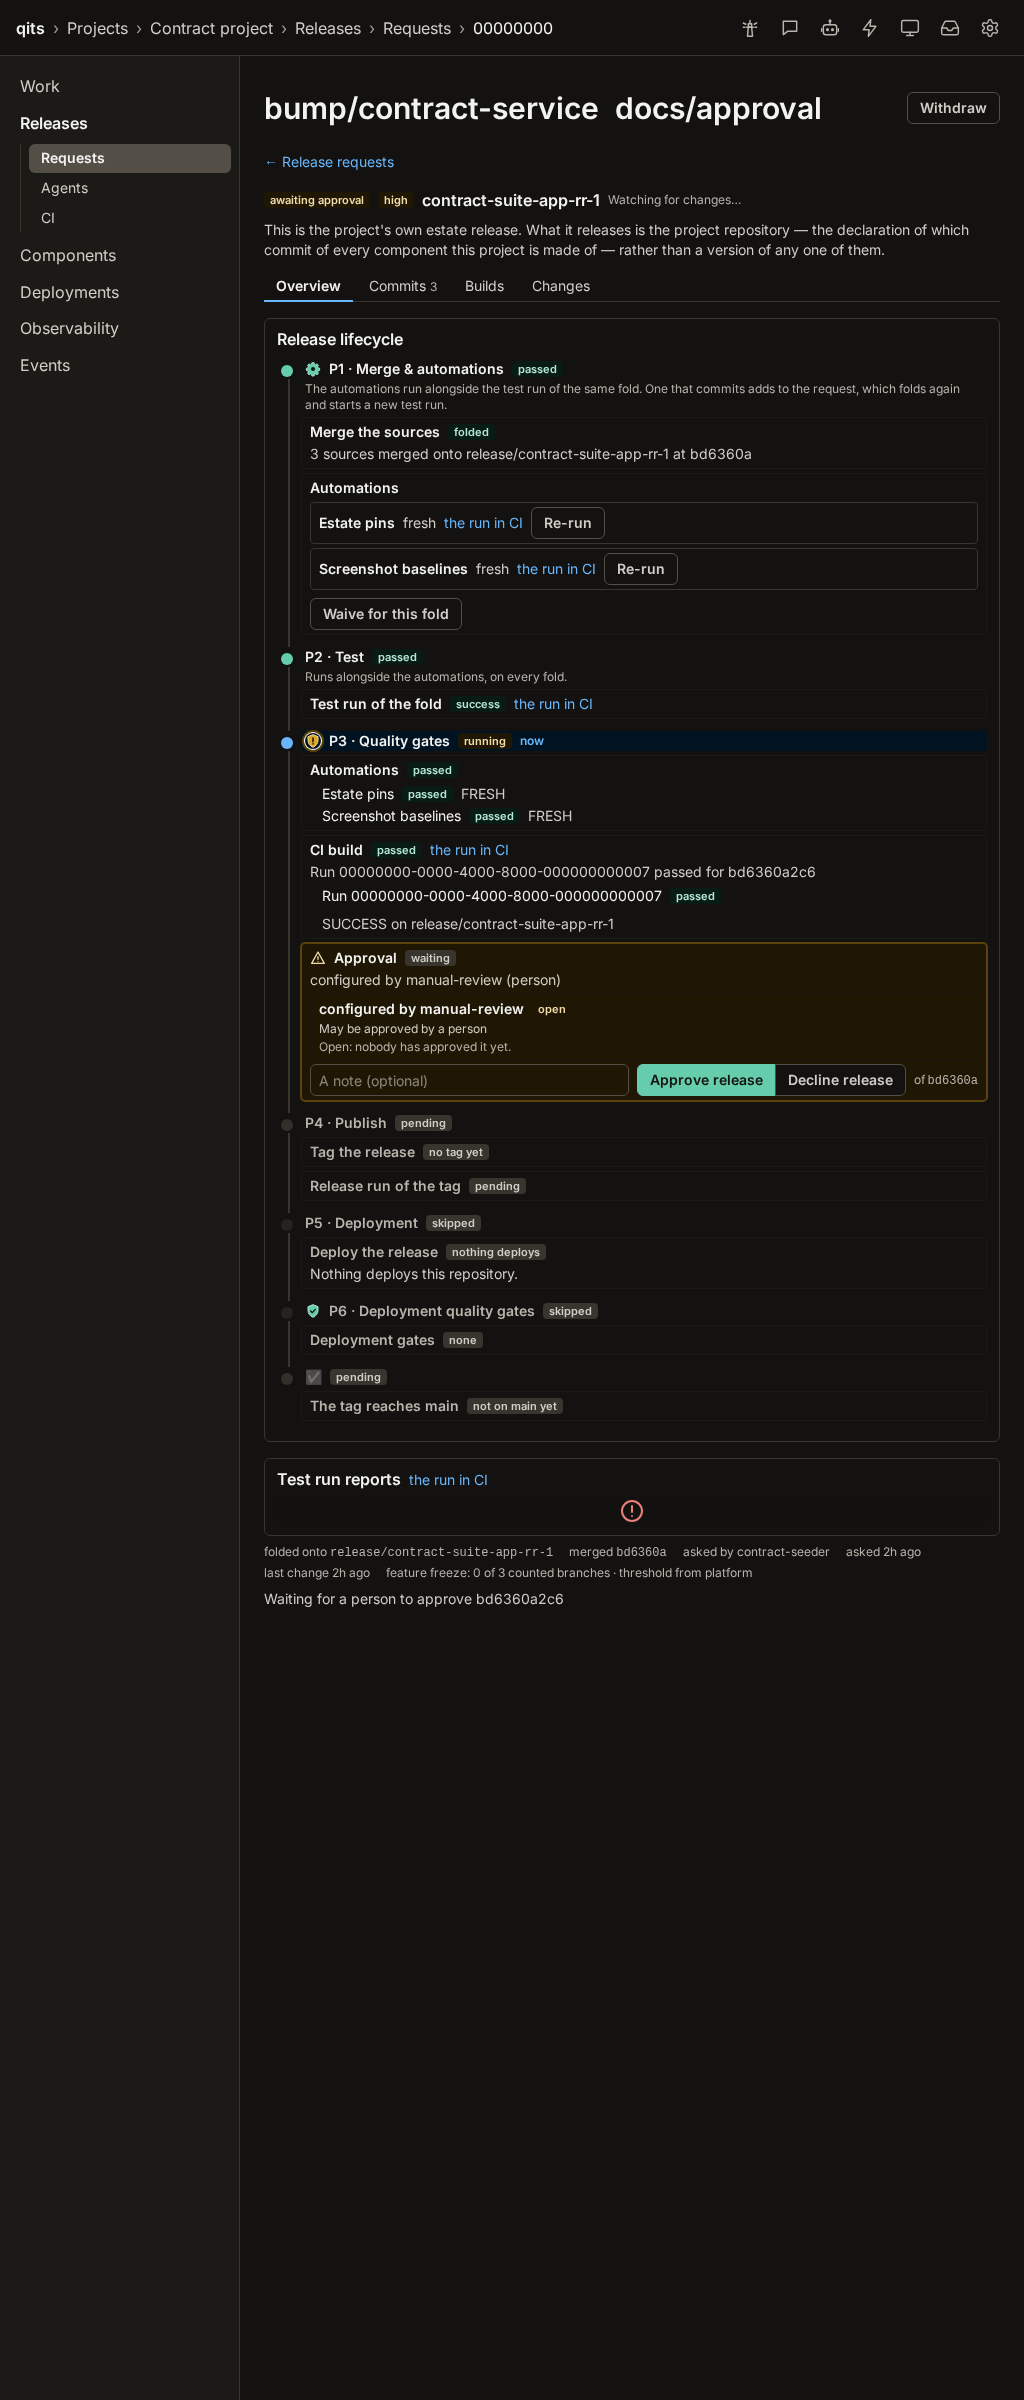 qits › Projects › Contract project › Releases › Requests › 00000000
Work
Releases
Requests
Agents
CI
Components
Deployments
Observability
Events
bump/contract-service docs/approval
Withdraw
← Release requests
awaiting approval high contract-suite-app-rr-1 Watching for changes…
This is the project's own estate release. What it releases is the project repository — the declaration of which
commit of every component this project is made of — rather than a version of any one of them.
Overview Commits 3 Builds Changes
Release lifecycle
P1 · Merge & automations passed
The automations run alongside the test run of the same fold. One that commits adds to the request, which folds again
and starts a new test run.
Merge the sources folded
3 sources merged onto release/contract-suite-app-rr-1 at bd6360a
Automations
Estate pins fresh the run in CI Re-run
Screenshot baselines fresh the run in CI Re-run
Waive for this fold
P2 · Test passed
Runs alongside the automations, on every fold.
Test run of the fold success the run in CI
P3 · Quality gates running now
Automations passed
Estate pins passed FRESH
Screenshot baselines passed FRESH
CI build passed the run in CI
Run 00000000-0000-4000-8000-000000000007 passed for bd6360a2c6
Run 00000000-0000-4000-8000-000000000007 passed
SUCCESS on release/contract-suite-app-rr-1
Approval waiting
configured by manual-review (person)
configured by manual-review open
May be approved by a person
Open: nobody has approved it yet.
A note (optional) Approve release Decline release of bd6360a
P4 · Publish pending
Tag the release no tag yet
Release run of the tag pending
P5 · Deployment skipped
Deploy the release nothing deploys
Nothing deploys this repository.
P6 · Deployment quality gates skipped
Deployment gates none
pending
The tag reaches main not on main yet
Test run reports the run in CI
folded onto release/contract-suite-app-rr-1 merged bd6360a asked by contract-seeder asked 2h ago
last change 2h ago feature freeze: 0 of 3 counted branches · threshold from platform
Waiting for a person to approve bd6360a2c6